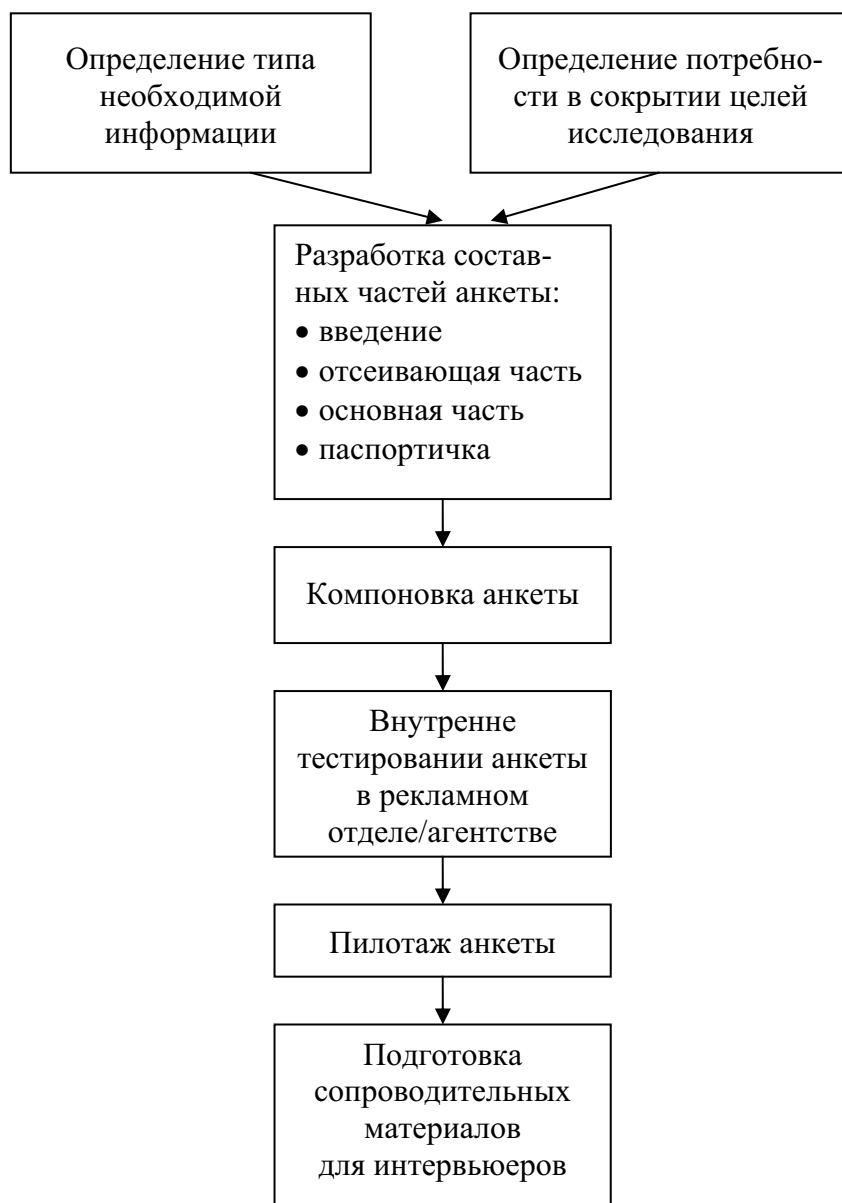 Определение типа
необходимой
информации
Определение потребно-
сти в сокрытии целей
исследования
Разработка состав-
ных частей анкеты:
• введение
• отсеивающая часть
• основная часть
• паспортичка
Компоновка анкеты
Внутренне
тестировании анкеты
в рекламном
отделе/агентстве
Пилотаж анкеты
Подготовка
сопроводительных
материалов
для интервьюеров